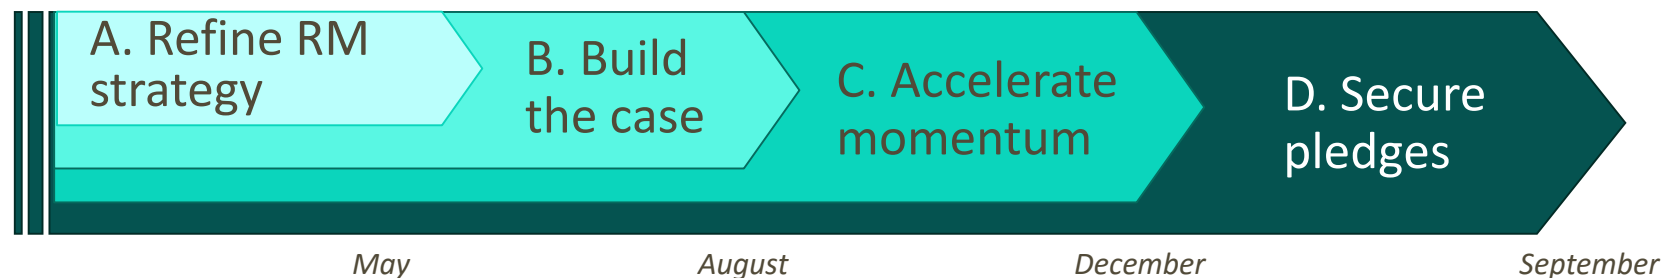 A. Refine RM
strategy
B. Build
the case
C. Accelerate
momentum
D. Secure
pledges
May
August
December
September